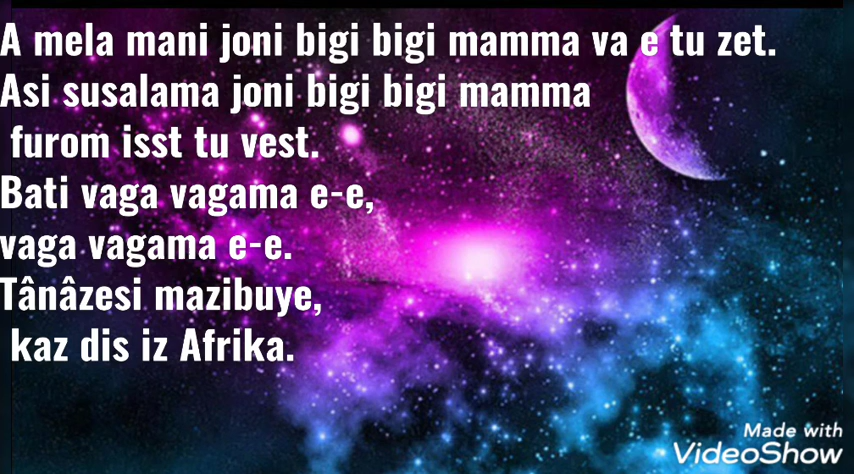 A mela mani joni bigi bigi mamma va e tu zet.
Asi susalama joni bigi bigi mamma
furom isst tu vest.
Bati vaga vagama e-e,
vaga vagama e-e.
Tânâzesi mazibuye,
kaz dis iz Afrika.
Made with
VideoShow